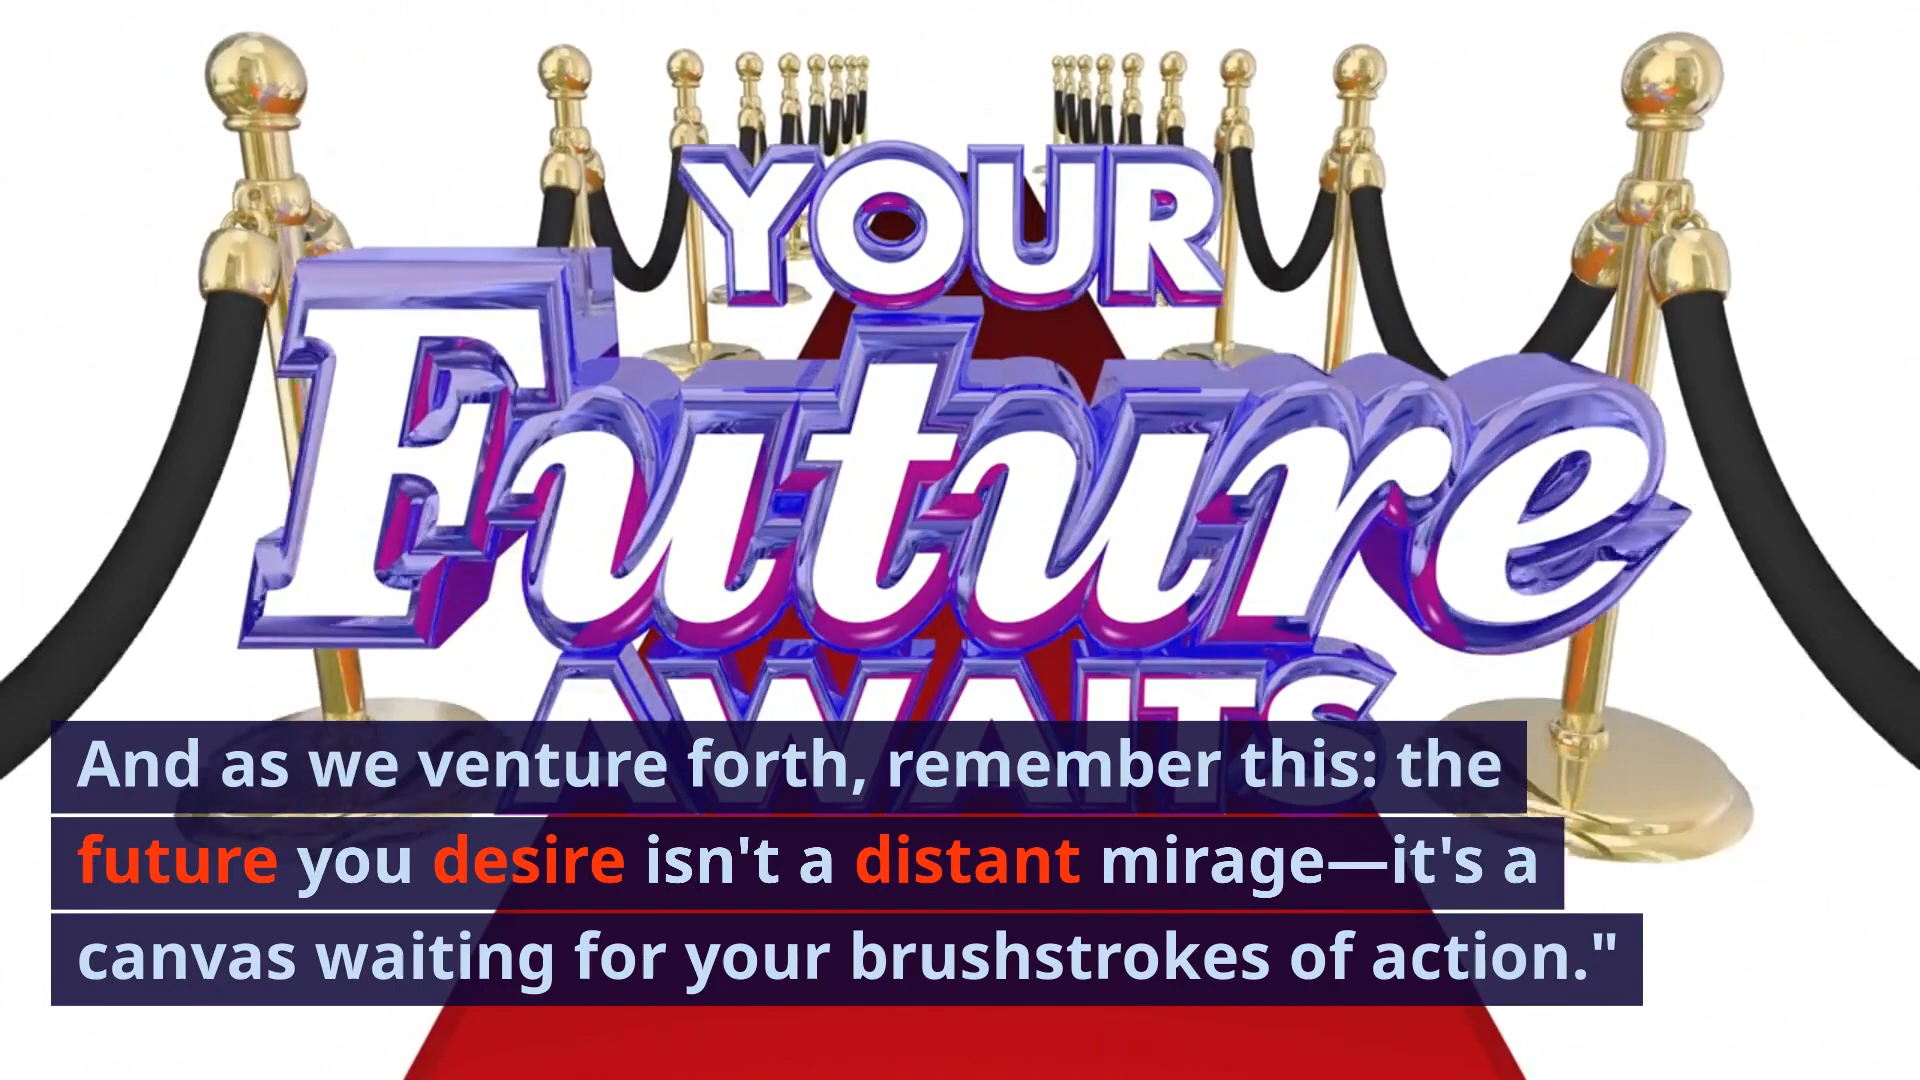 YOUR
Future
AWAITS
And as we venture forth, remember this: the
future you desire isn't a distant mirage—it's a
canvas waiting for your brushstrokes of action."